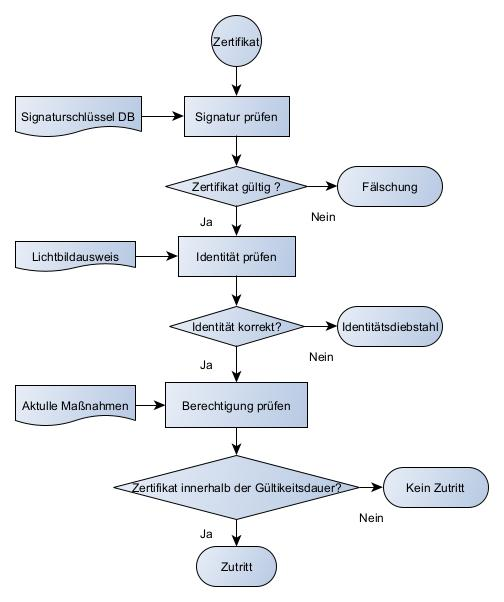 Zertifikat
Signaturschlüssel DB
Signatur prüfen
Zertifikat gültig ?
Fälschung
Ja
Nein
Lichtbildausweis
Identität prüfen
Identität korrekt?
Identitätsdiebstahl
Ja
Nein
Aktulle Maßnahmen
Berechtigung prüfen
Zertifikat innerhalb der Gültikeitsdauer?
Kein Zutritt
Ja
Nein
Zutritt